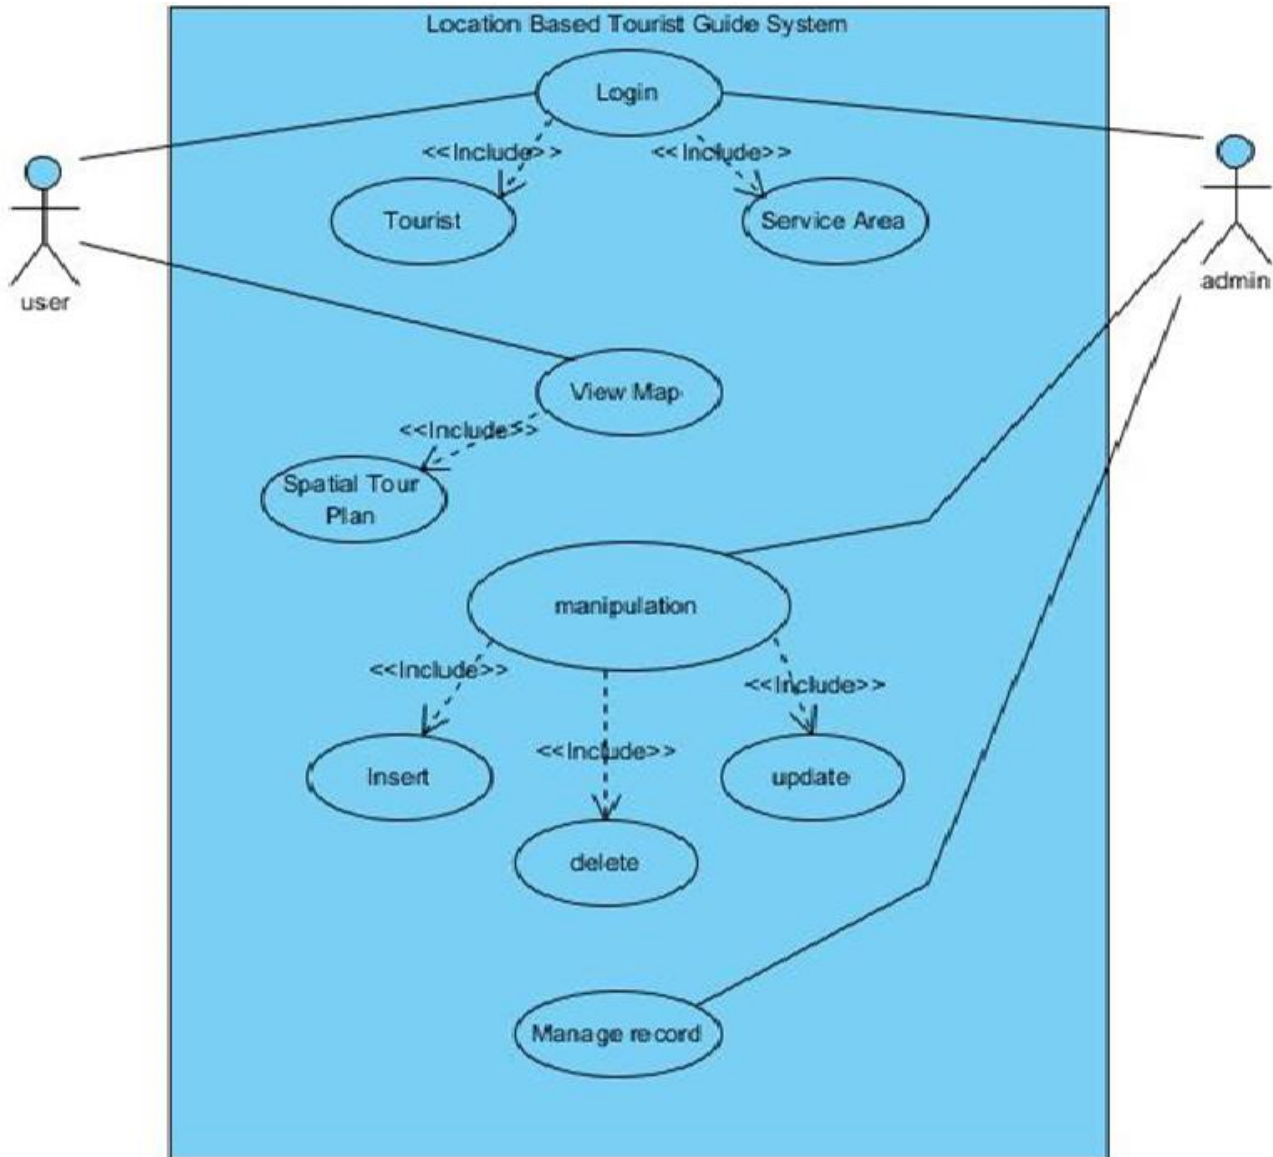 Location Based Tourist Guide System
Login
<<Include>>
<<Include>>
Tourist
Service Area
user
admin
View Map
<<Include>>
Spatial Tour
Plan
manipulation
<<Include>>
<<Include>>
<<Include>>
Insert
update
delete
Manage record